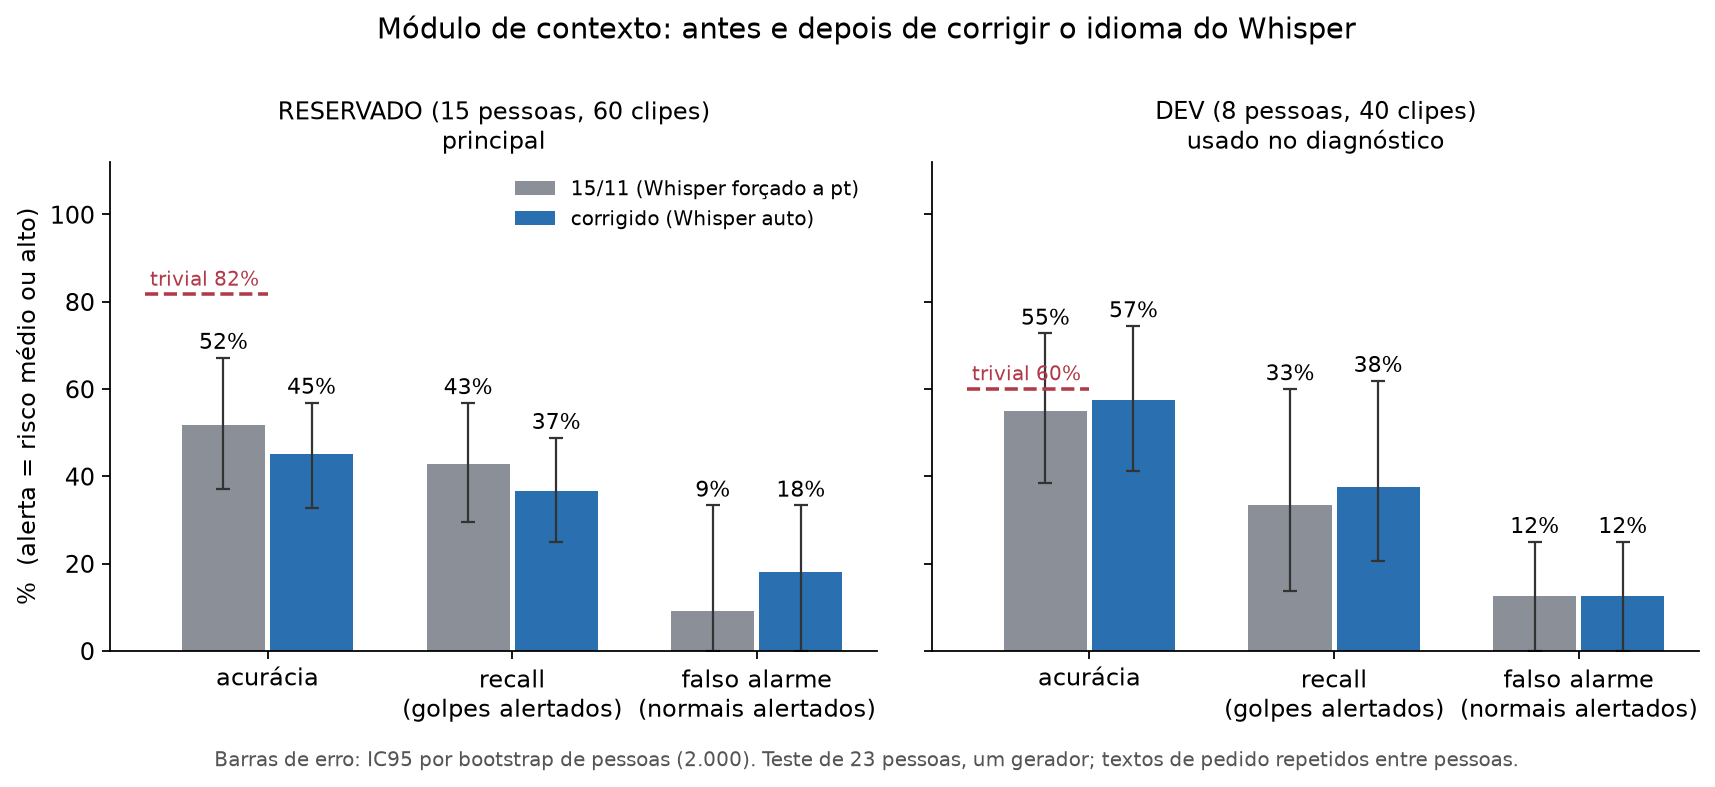 Módulo de contexto: antes e depois de corrigir o idioma do Whisper
RESERVADO (15 pessoas, 60 clipes)
principal
% (alerta = risco médio ou alto)
100
80
60
40
20
0
15/11 (Whisper forçado a pt)
corrigido (Whisper auto)
trivial 82%
52%
45%
43%
37%
9%
18%
acurácia
recall
(golpes alertados)
falso alarme
(normais alertados)
DEV (8 pessoas, 40 clipes)
usado no diagnóstico
trivial 60%
55%
57%
33%
38%
12%
12%
acurácia
recall
(golpes alertados)
falso alarme
(normais alertados)
Barras de erro: IC95 por bootstrap de pessoas (2.000). Teste de 23 pessoas, um gerador; textos de pedido repetidos entre pessoas.